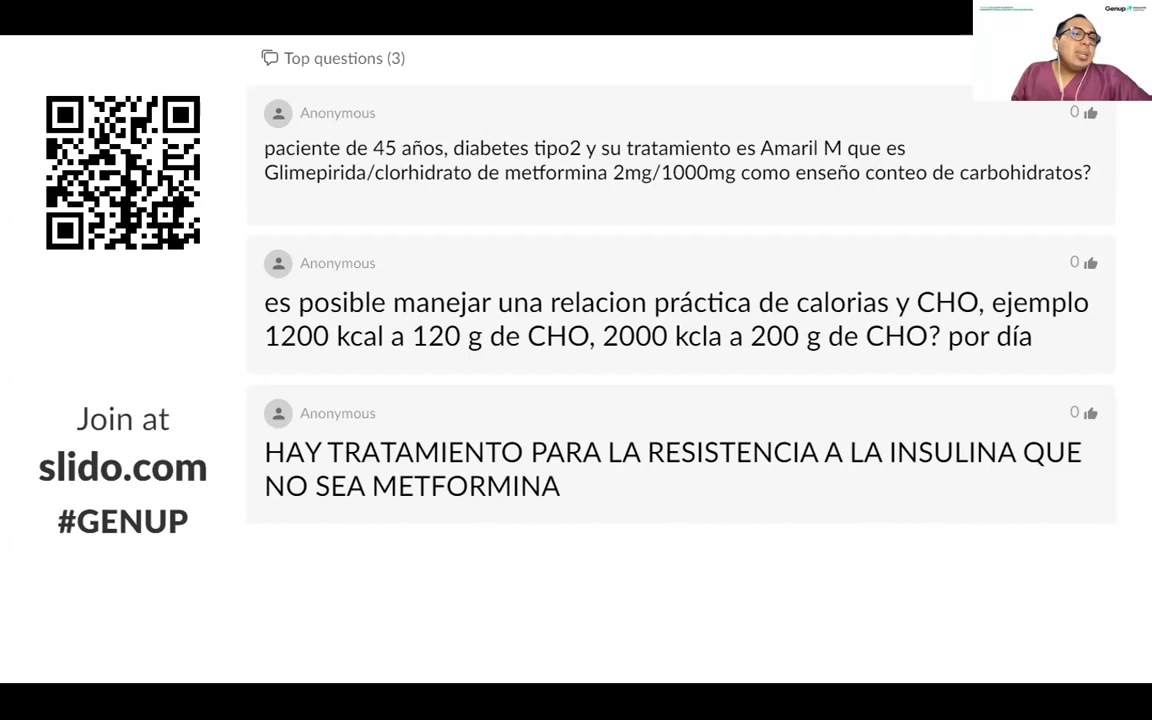 Genup
Top questions (3)
Anonymous
0
paciente de 45 años, diabetes tipo2 y su tratamiento es Amaril M que es
Glimepirida/clorhidrato de metformina 2mg/1000mg como enseño conteo de carbohidratos?
Anonymous
0
es posible manejar una relacion práctica de calorias y CHO, ejemplo
1200 kcal a 120 g de CHO, 2000 kcla a 200 g de CHO? por día
Anonymous
0
HAY TRATAMIENTO PARA LA RESISTENCIA A LA INSULINA QUE
NO SEA METFORMINA
Join at
slido.com
#GENUP